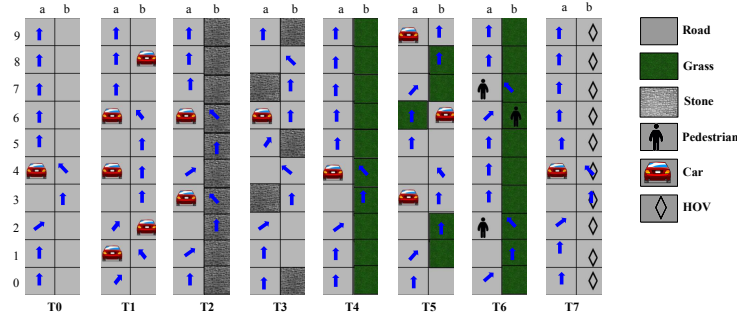 a b a b a b a b a b a b a b a b
9
8
7
6
5
4
3
2
1
0
T0 T1 T2 T3 T4 T5 T6 T7
Road
Grass
Stone
Pedestrian
Car
HOV